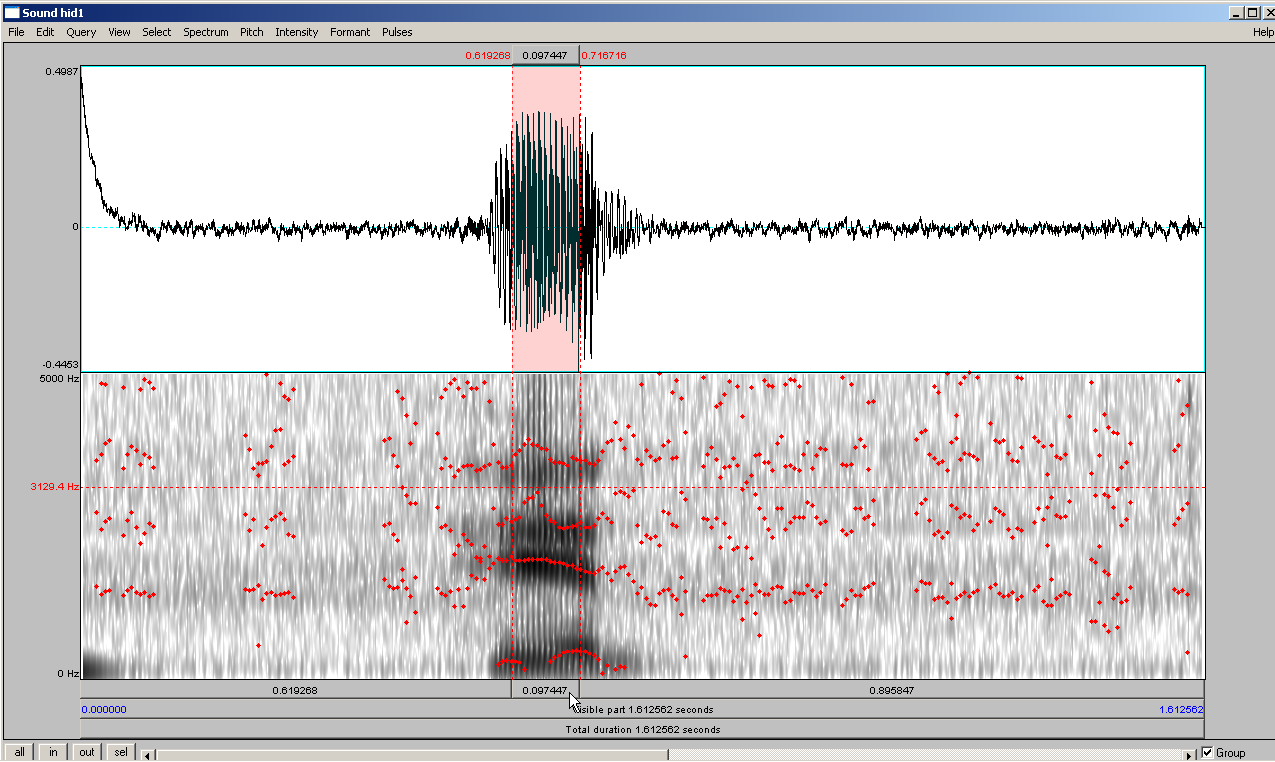 Sound hid1
File Edit Query View Select Spectrum Pitch Intensity Formant Pulses Help
0.619268 0.097447 0.716716
0.4987
0
-0.4453
5000 Hz
3129.4 Hz
0 Hz
0.619268 0.097447 0.895847
0.000000 Visible part 1.612562 seconds 1.612562
Total duration 1.612562 seconds
all in out sel Group